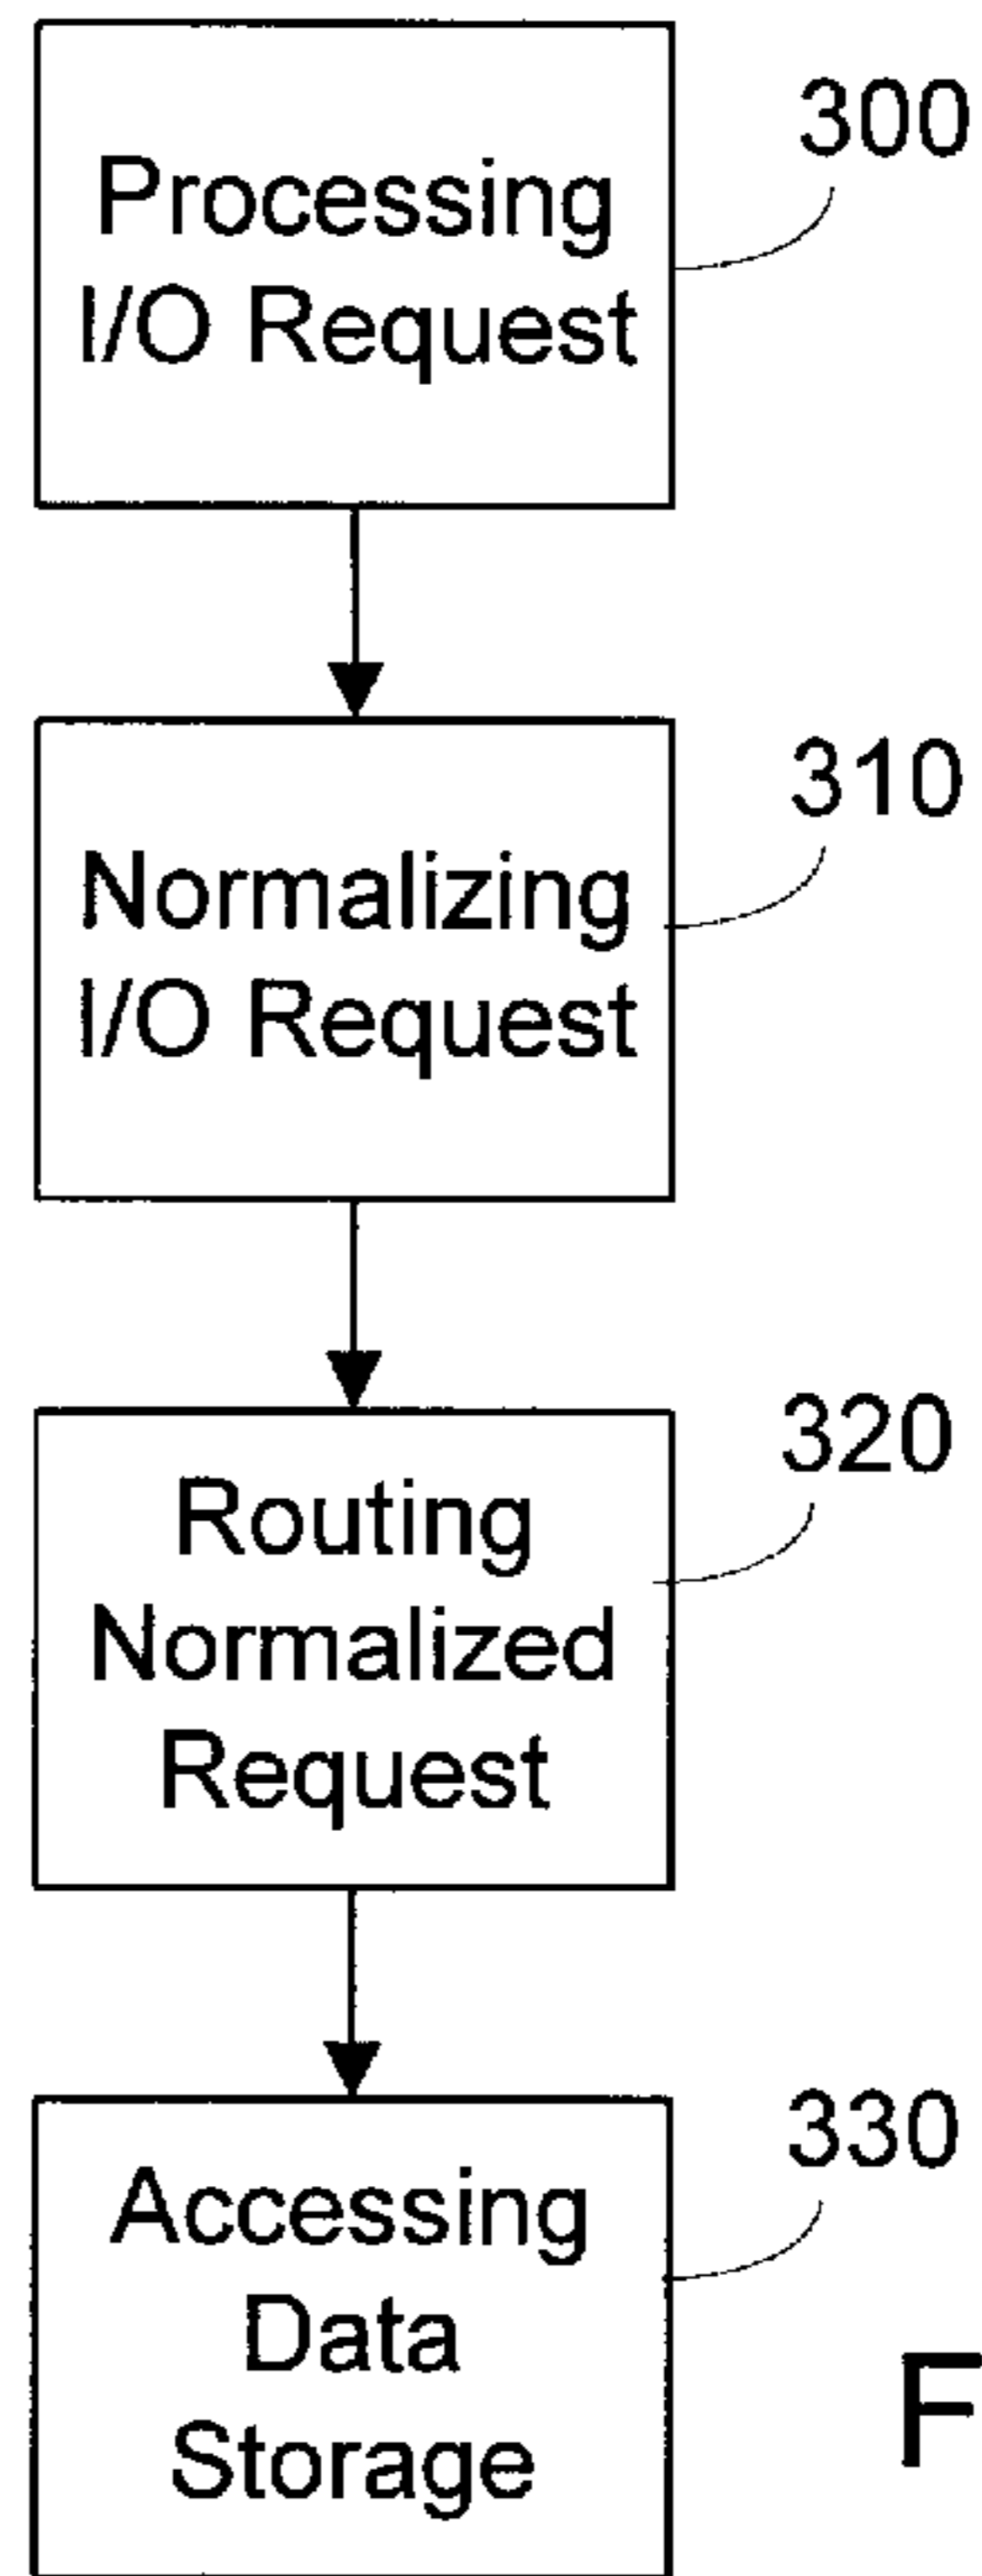 Processing
I/O Request
300
Normalizing
I/O Request
310
Routing
Normalized
Request
320
Accessing
Data
Storage
330
F